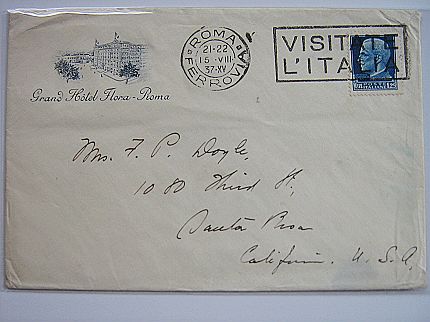 Grand Hôtel Flora - Roma
ROMA
21-22
15·VIII
37·XV
FERROVIA
VISITATE
L'ITALIA
Mrs. F. P. Doyle,
1080 Third St,
Santa Rosa
California. U. S. A.